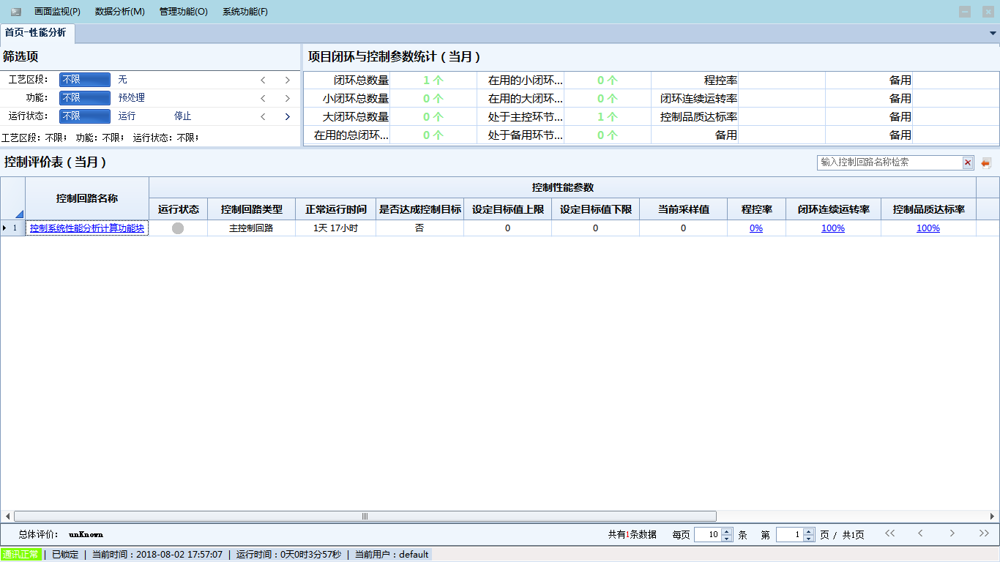 画面监视(P) 数据分析(M) 管理功能(O) 系统功能(F)
首页-性能分析
筛选项
工艺区段: 不限 无
功能: 不限 预处理
运行状态: 不限 运行 停止
工艺区段: 不限; 功能: 不限; 运行状态: 不限;
项目闭环与控制参数统计（当月）
闭环总数量 1 个 在用的小闭环... 0 个 程控率 备用
小闭环总数量 0 个 在用的大闭环... 0 个 闭环连续运转率 备用
大闭环总数量 0 个 处于主控环节... 1 个 控制品质达标率 备用
在用的总闭环... 0 个 处于备用环节... 0 个 备用 备用
控制评价表（当月） 输入控制回路名称检索
控制回路名称 控制性能参数
运行状态 控制回路类型 正常运行时间 是否达成控制目标 设定目标值上限 设定目标值下限 当前采样值 程控率 闭环连续运转率 控制品质达标率
1 控制系统性能分析计算功能块 主控制回路 1天 17小时 否 0 0 0 0% 100% 100%
总体评价: unKnown 共有1条数据 每页 10 条 第 1 页 / 共1页
通讯正常 | 已锁定 | 当前时间：2018-08-02 17:57:07 | 运行时间：0天0时3分57秒 | 当前用户：default